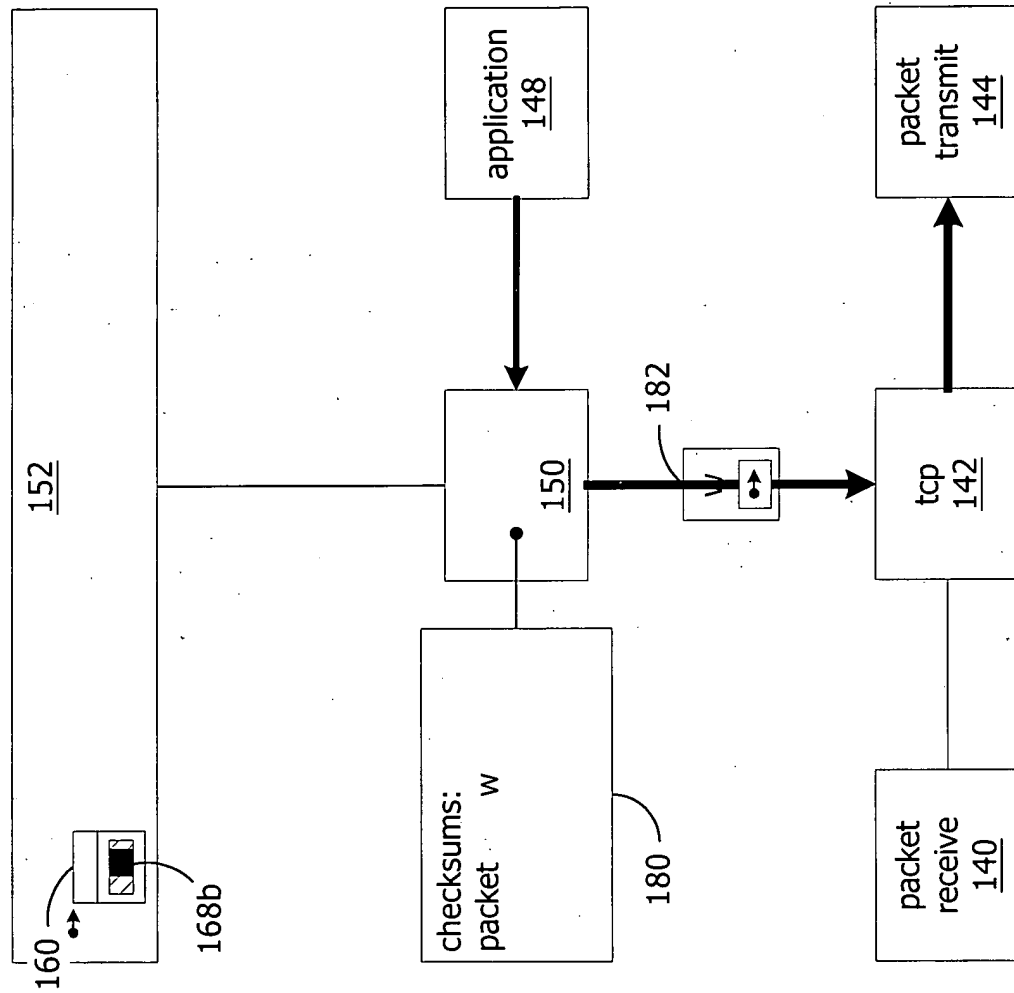 160
168b
152
checksums:
packet w
180
150
application
148
182
w
packet
receive
140
tcp
142
packet
transmit
144